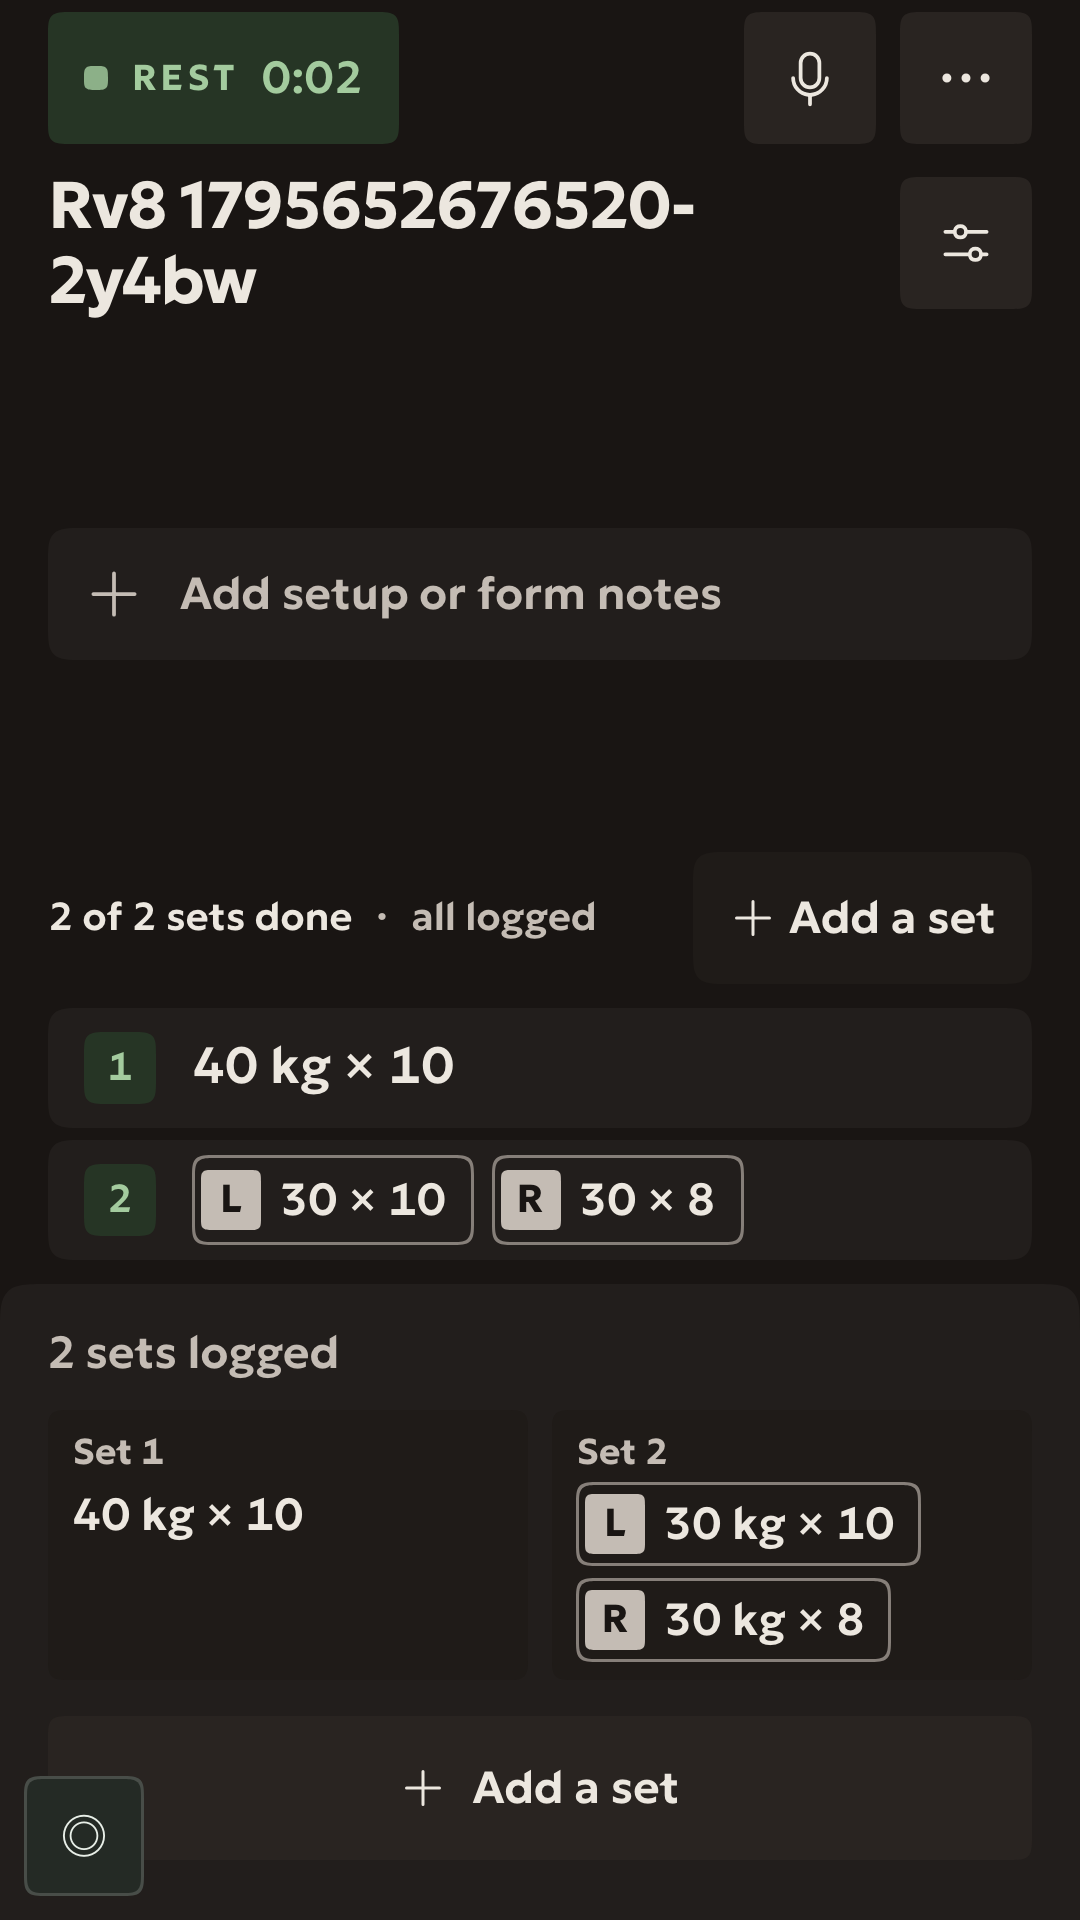 REST 0:02
Rv8 1795652676520-
2y4bw
Add setup or form notes
2 of 2 sets done · all logged
Add a set
1 40 kg × 10
2 L 30 × 10 R 30 × 8
2 sets logged
Set 1
40 kg × 10
Set 2
L 30 kg × 10
R 30 kg × 8
Add a set